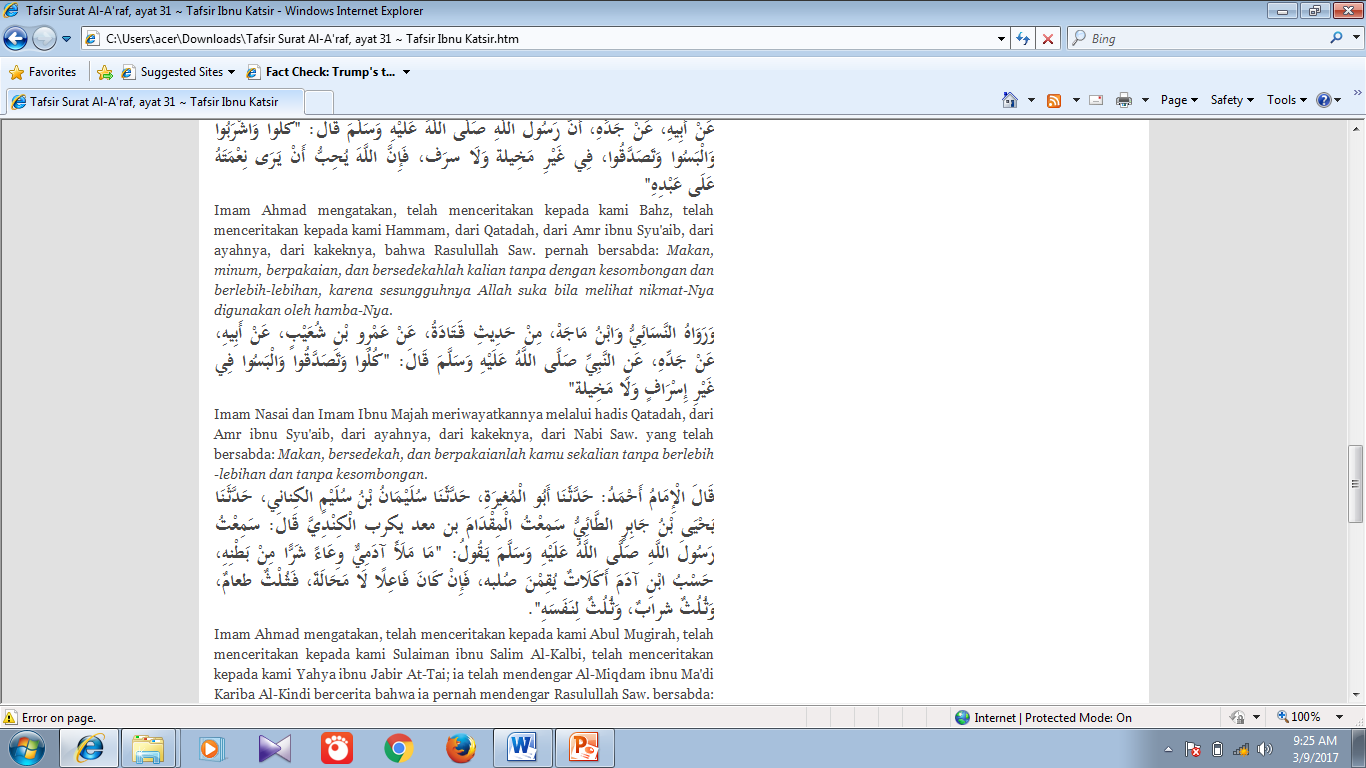 Tafsir Surat Al-A'raf, ayat 31 ~ Tafsir Ibnu Katsir - Windows Internet Explorer
C:\Users\acer\Downloads\Tafsir Surat Al-A'raf, ayat 31 ~ Tafsir Ibnu Katsir.htm
Bing
Favorites
Suggested Sites
Fact Check: Trump's t...
Tafsir Surat Al-A'raf, ayat 31 ~ Tafsir Ibnu Katsir
Page
Safety
Tools
عَنْ أَبِيهِ، عَنْ جَدِّهِ، أَنَّ رَسُولَ اللَّهِ صَلَّى اللَّهُ عَلَيْهِ وَسَلَّمَ قَالَ: "كُلُوا وَاشْرَبُوا
وَالْبَسُوا وَتَصَدَّقُوا، فِي غَيْرِ مَخِيلة وَلَا سرَف، فَإِنَّ اللَّهَ يُحِبُّ أَنْ يَرَى نِعْمَتَهُ
عَلَى عَبْدِهِ"
Imam Ahmad mengatakan, telah menceritakan kepada kami Bahz, telah
menceritakan kepada kami Hammam, dari Qatadah, dari Amr ibnu Syu'aib, dari
ayahnya, dari kakeknya, bahwa Rasulullah Saw. pernah bersabda: Makan,
minum, berpakaian, dan bersedekahlah kalian tanpa dengan kesombongan dan
berlebih-lebihan, karena sesungguhnya Allah suka bila melihat nikmat-Nya
digunakan oleh hamba-Nya.
وَرَوَاهُ النَّسَائِيُّ وَابْنُ مَاجَهْ، مِنْ حَدِيثِ قَتَادَةُ، عَنْ عَمْرِو بْنِ شُعَيْبٍ، عَنْ أَبِيهِ،
عَنْ جَدِّهِ، عَنِ النَّبِيِّ صَلَّى اللَّهُ عَلَيْهِ وَسَلَّمَ قَالَ: "كُلُوا وَتَصَدَّقُوا وَالْبَسُوا فِي
غَيْرِ إِسْرَافٍ وَلَا مَخِيلة"
Imam Nasai dan Imam Ibnu Majah meriwayatkannya melalui hadis Qatadah, dari
Amr ibnu Syu'aib, dari ayahnya, dari kakeknya, dari Nabi Saw. yang telah
bersabda: Makan, bersedekah, dan berpakaianlah kamu sekalian tanpa berlebih
-lebihan dan tanpa kesombongan.
قَالَ الْإِمَامُ أَحْمَدُ: حَدَّثَنَا أَبُو الْمُغِيرَةِ، حَدَّثَنَا سُلَيْمَانُ بْنُ سُلَيْمٍ الكِناني، حَدَّثَنَا
يَحْيَى بْنُ جَابِرٍ الطَّائِيُّ سَمِعْتُ الْمِقْدَامَ بن معد يكرب الْكِنْدِيَّ قَالَ: سَمِعْتُ
رَسُولَ اللَّهِ صَلَّى اللَّهُ عَلَيْهِ وَسَلَّمَ يَقُولُ: "مَا مَلَأَ آدَمِيٌّ وِعَاءً شَرًّا مِنْ بَطْنِهِ،
حَسْبُ ابْنِ آدَمَ أَكَلَاتٌ يُقِمْنَ صُلبه، فَإِنْ كَانَ فَاعِلًا لَا مَحَالَةَ، فَثُلْثٌ طعامٌ،
وَثُلُثٌ شرابٌ، وَثُلُثٌ لِنَفَسَهِ".
Imam Ahmad mengatakan, telah menceritakan kepada kami Abul Mugirah, telah
menceritakan kepada kami Sulaiman ibnu Salim Al-Kalbi, telah menceritakan
kepada kami Yahya ibnu Jabir At-Tai; ia telah mendengar Al-Miqdam ibnu Ma'di
Kariba Al-Kindi bercerita bahwa ia pernah mendengar Rasulullah Saw. bersabda:
Error on page.
Internet | Protected Mode: On
100%
9:25 AM
3/9/2017